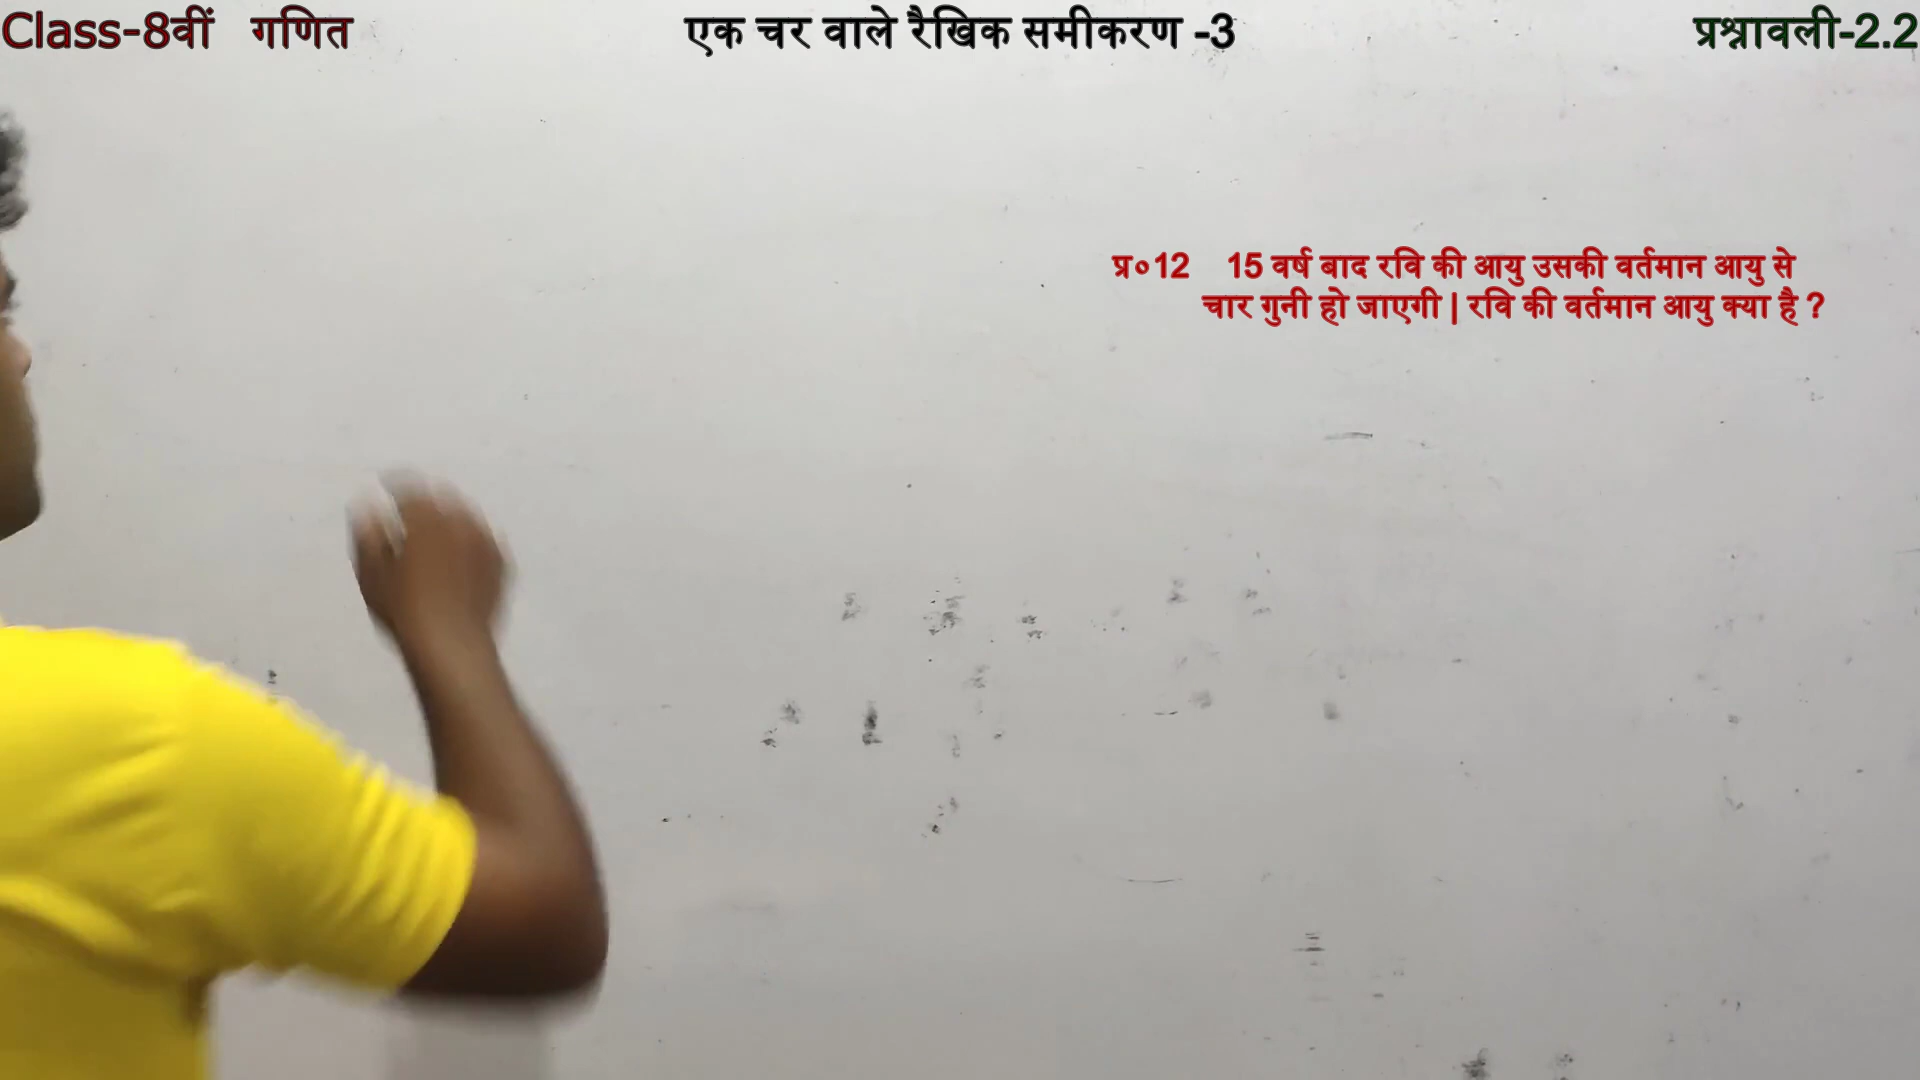 Class-8वीं गणित
एक चर वाले रैखिक समीकरण -3
प्रश्नावली-2.2
प्र०12 15 वर्ष बाद रवि की आयु उसकी वर्तमान आयु से
चार गुनी हो जाएगी | रवि की वर्तमान आयु क्या है ?